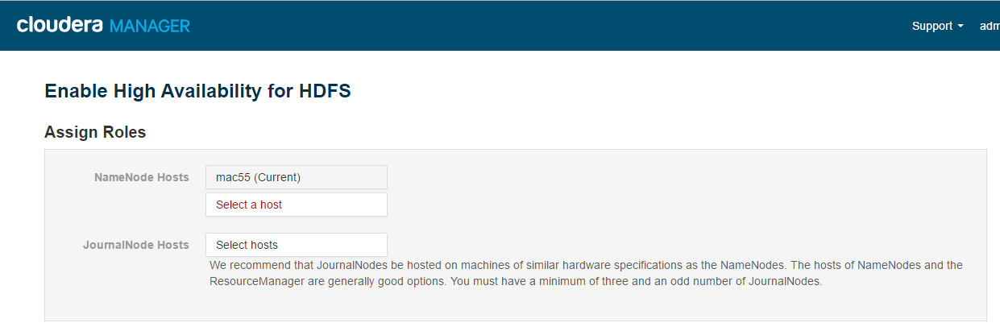 cloudera MANAGER
Support
adm
Enable High Availability for HDFS
Assign Roles
NameNode Hosts
mac55 (Current)
Select a host
JournalNode Hosts
Select hosts
We recommend that JournalNodes be hosted on machines of similar hardware specifications as the NameNodes. The hosts of NameNodes and the
ResourceManager are generally good options. You must have a minimum of three and an odd number of JournalNodes.